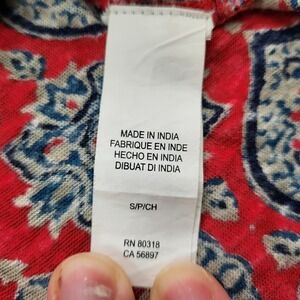 MADE IN INDIA
FABRIQUE EN INDE
HECHO EN INDIA
DIBUAT DI INDIA
S/P/CH
RN 80318
CA 56897